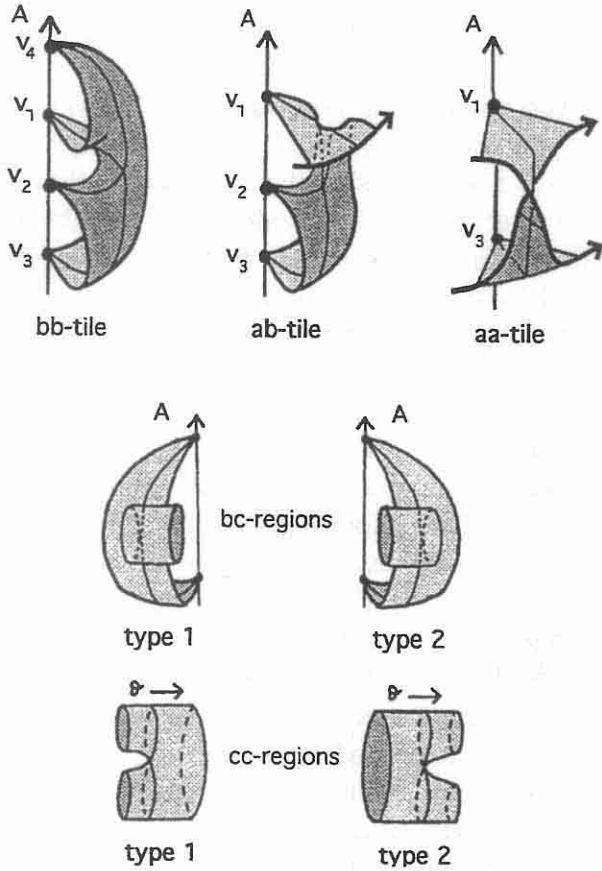 A
A
A
v4
v1
v2
v3
v1
v2
v3
v1
v3
bb-tile
ab-tile
aa-tile
A
A
bc-regions
type 1
type 2
θ
θ
cc-regions
type 1
type 2